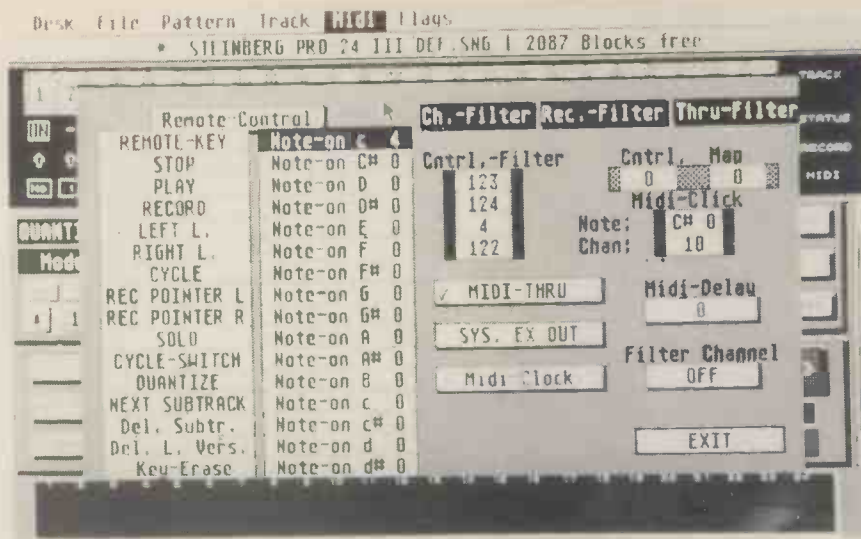 Desk File Pattern Track Midi Flags
* STEINBERG PRO 24 III DEF.SNG | 2087 Blocks free
TRACK
STATUS
RECORD
MIDI
ON
Remote Control
REMOTE-KEY Note-on c 4
STOP Note-on C# 0
PLAY Note-on D 0
RECORD Note-on D# 0
LEFT L. Note-on E 0
RIGHT L. Note-on F 0
CYCLE Note-on F# 0
REC POINTER L Note-on G 0
REC POINTER R Note-on G# 0
SOLO Note-on A 0
CYCLE-SWITCH Note-on A# 0
QUANTIZE Note-on B 0
NEXT SUBTRACK Note-on c 0
Del. Subtr. Note-on c# 0
Del. L. Vers. Note-on d 0
Key-Erase Note-on d# 0
Ch.-Filter Rec.-Filter Thru-Filter
Cntrl.-Filter
123
124
4
122
Cntrl. Map
0 0
Midi-Click
Note: C# 0
Chan: 10
✓ MIDI-THRU
SYS. EX OUT
Midi Clock
Midi-Delay
0
Filter Channel
OFF
EXIT
QUANTI
Mode